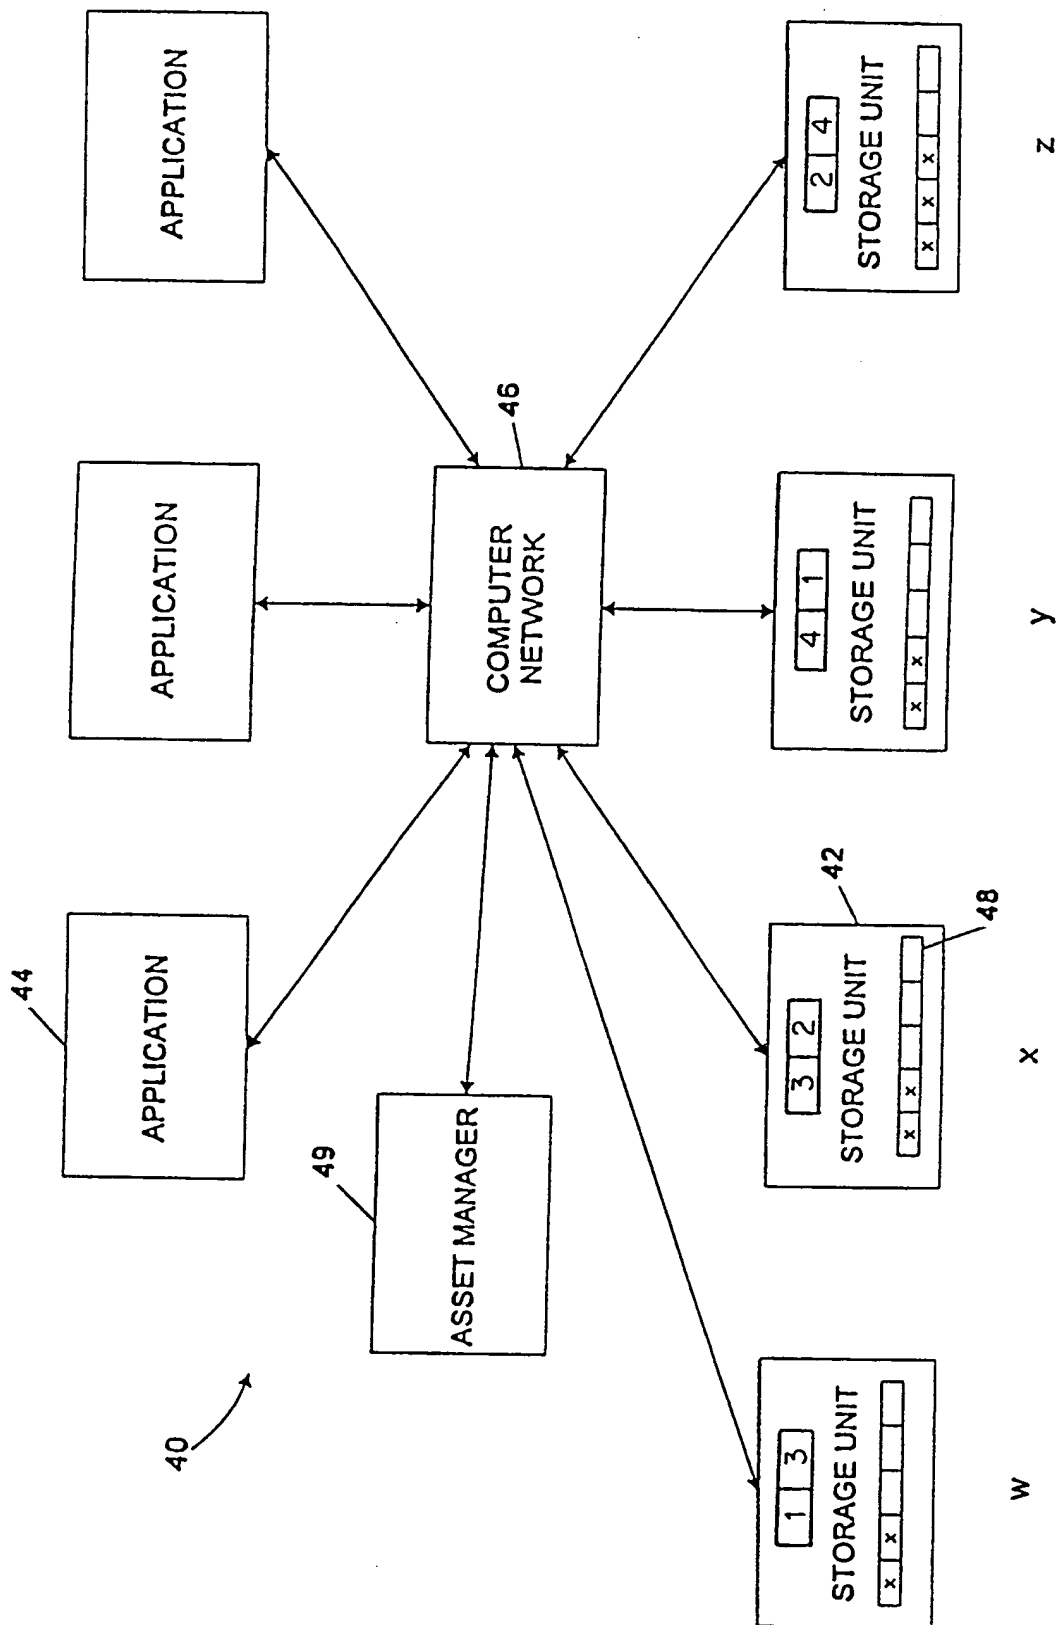 44
APPLICATION
APPLICATION
APPLICATION
40
49
ASSET MANAGER
46
COMPUTER
NETWORK
1 3
STORAGE UNIT
x x
w
3 2
STORAGE UNIT
x x
42
48
x
4 1
STORAGE UNIT
x x
y
2 4
STORAGE UNIT
x x x
z